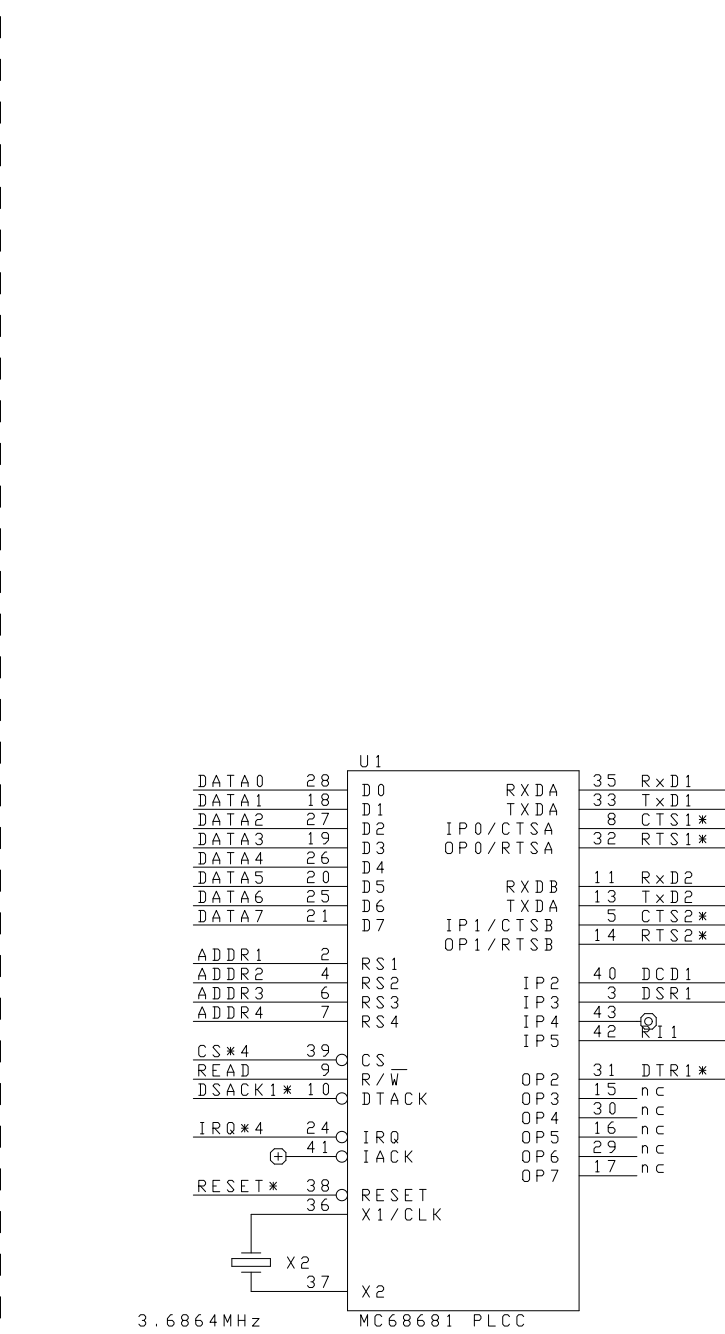 U1
DATA0 28 D0 RXDA 35 RxD1
DATA1 18 D1 TXDA 33 TxD1
DATA2 27 D2 IP0/CTSA 8 CTS1*
DATA3 19 D3 OP0/RTSA 32 RTS1*
DATA4 26 D4
DATA5 20 D5 RXDB 11 RxD2
DATA6 25 D6 TXDA 13 TxD2
DATA7 21 D7 IP1/CTSB 5 CTS2*
OP1/RTSB 14 RTS2*
ADDR1 2 RS1
ADDR2 4 RS2 IP2 40 DCD1
ADDR3 6 RS3 IP3 3 DSR1
ADDR4 7 RS4 IP4 43
IP5 42 RI1
CS*4 39 CS
READ 9 R/W OP2 31 DTR1*
DSACK1* 10 DTACK OP3 15 nc
OP4 30 nc
IRQ*4 24 IRQ OP5 16 nc
41 IACK OP6 29 nc
OP7 17 nc
RESET* 38 RESET
36 X1/CLK
X2
37 X2
3.6864MHz MC68681 PLCC